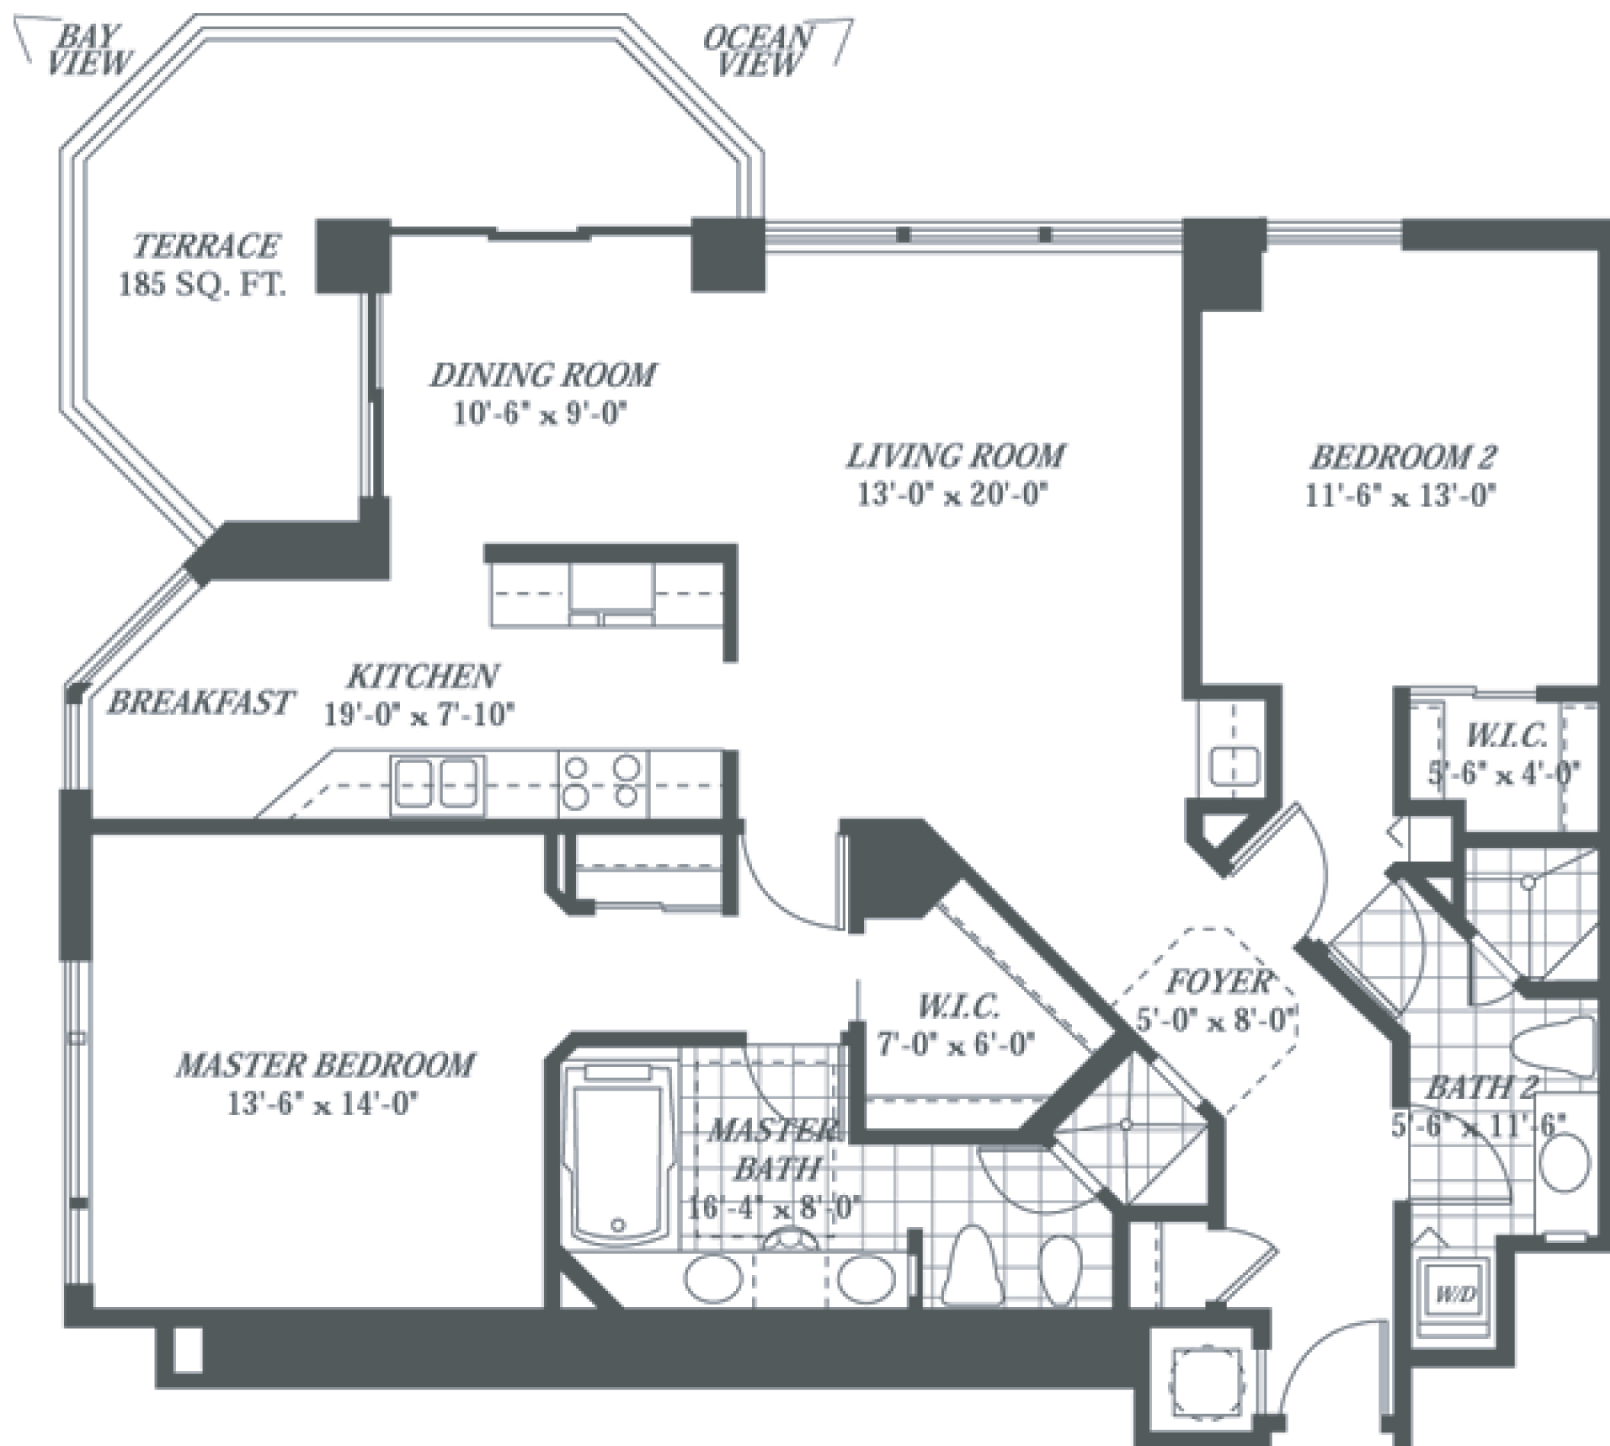 BAY
VIEW
OCEAN
VIEW
TERRACE
185 SQ. FT.
DINING ROOM
10'-6" x 9'-0"
LIVING ROOM
13'-0" x 20'-0"
BEDROOM 2
11'-6" x 13'-0"
KITCHEN
19'-0" x 7'-10"
BREAKFAST
W.I.C.
5'-6" x 4'-0"
FOYER
5'-0" x 8'-0"
W.I.C.
7'-0" x 6'-0"
MASTER BEDROOM
13'-6" x 14'-0"
MASTER
BATH
16'-4" x 8'-0"
BATH 2
5'-6" x 11'-6"
W/D